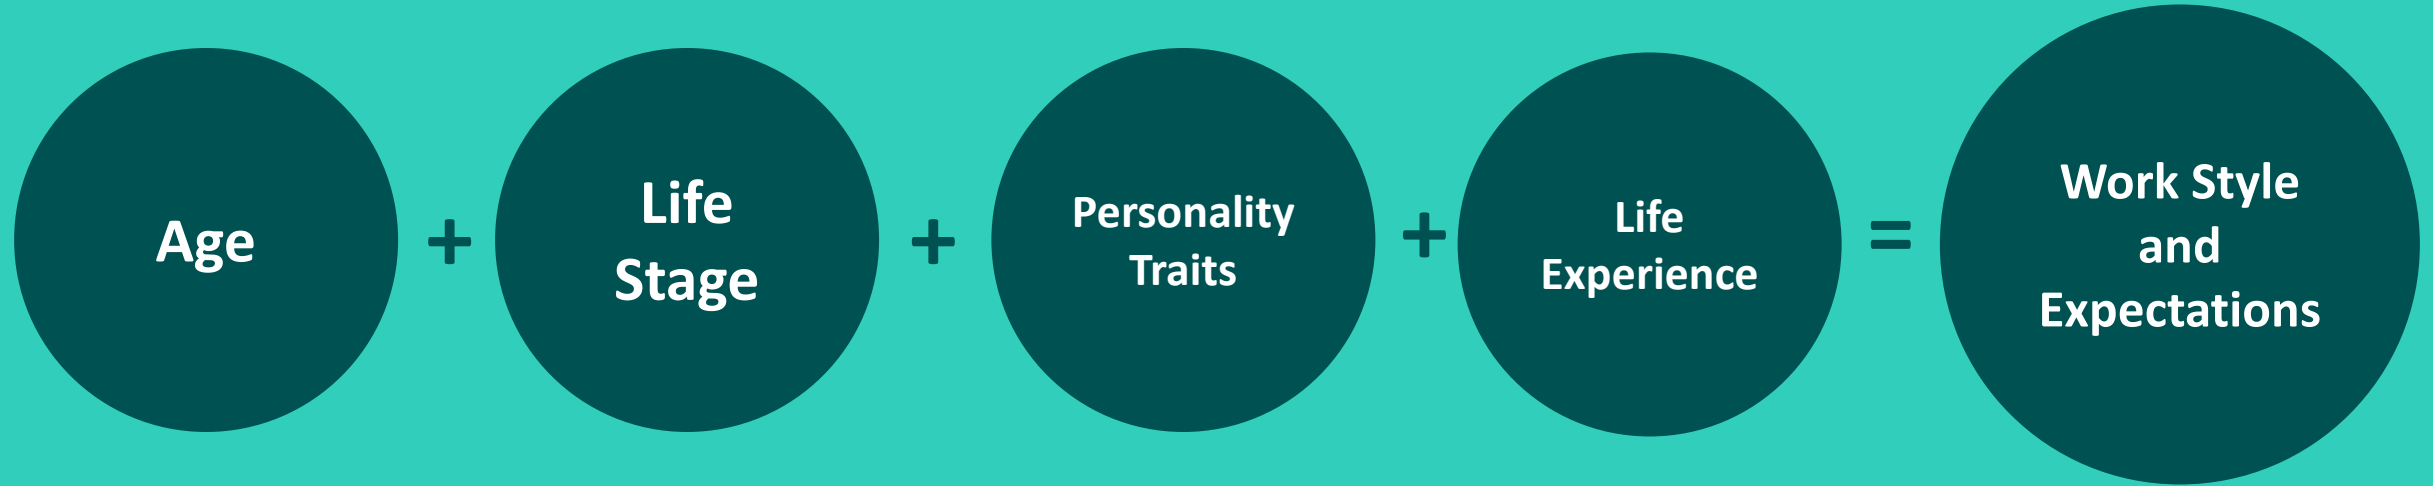 Age
+
Life
Stage
+
Personality
Traits
+
Life
Experience
=
Work Style
and
Expectations